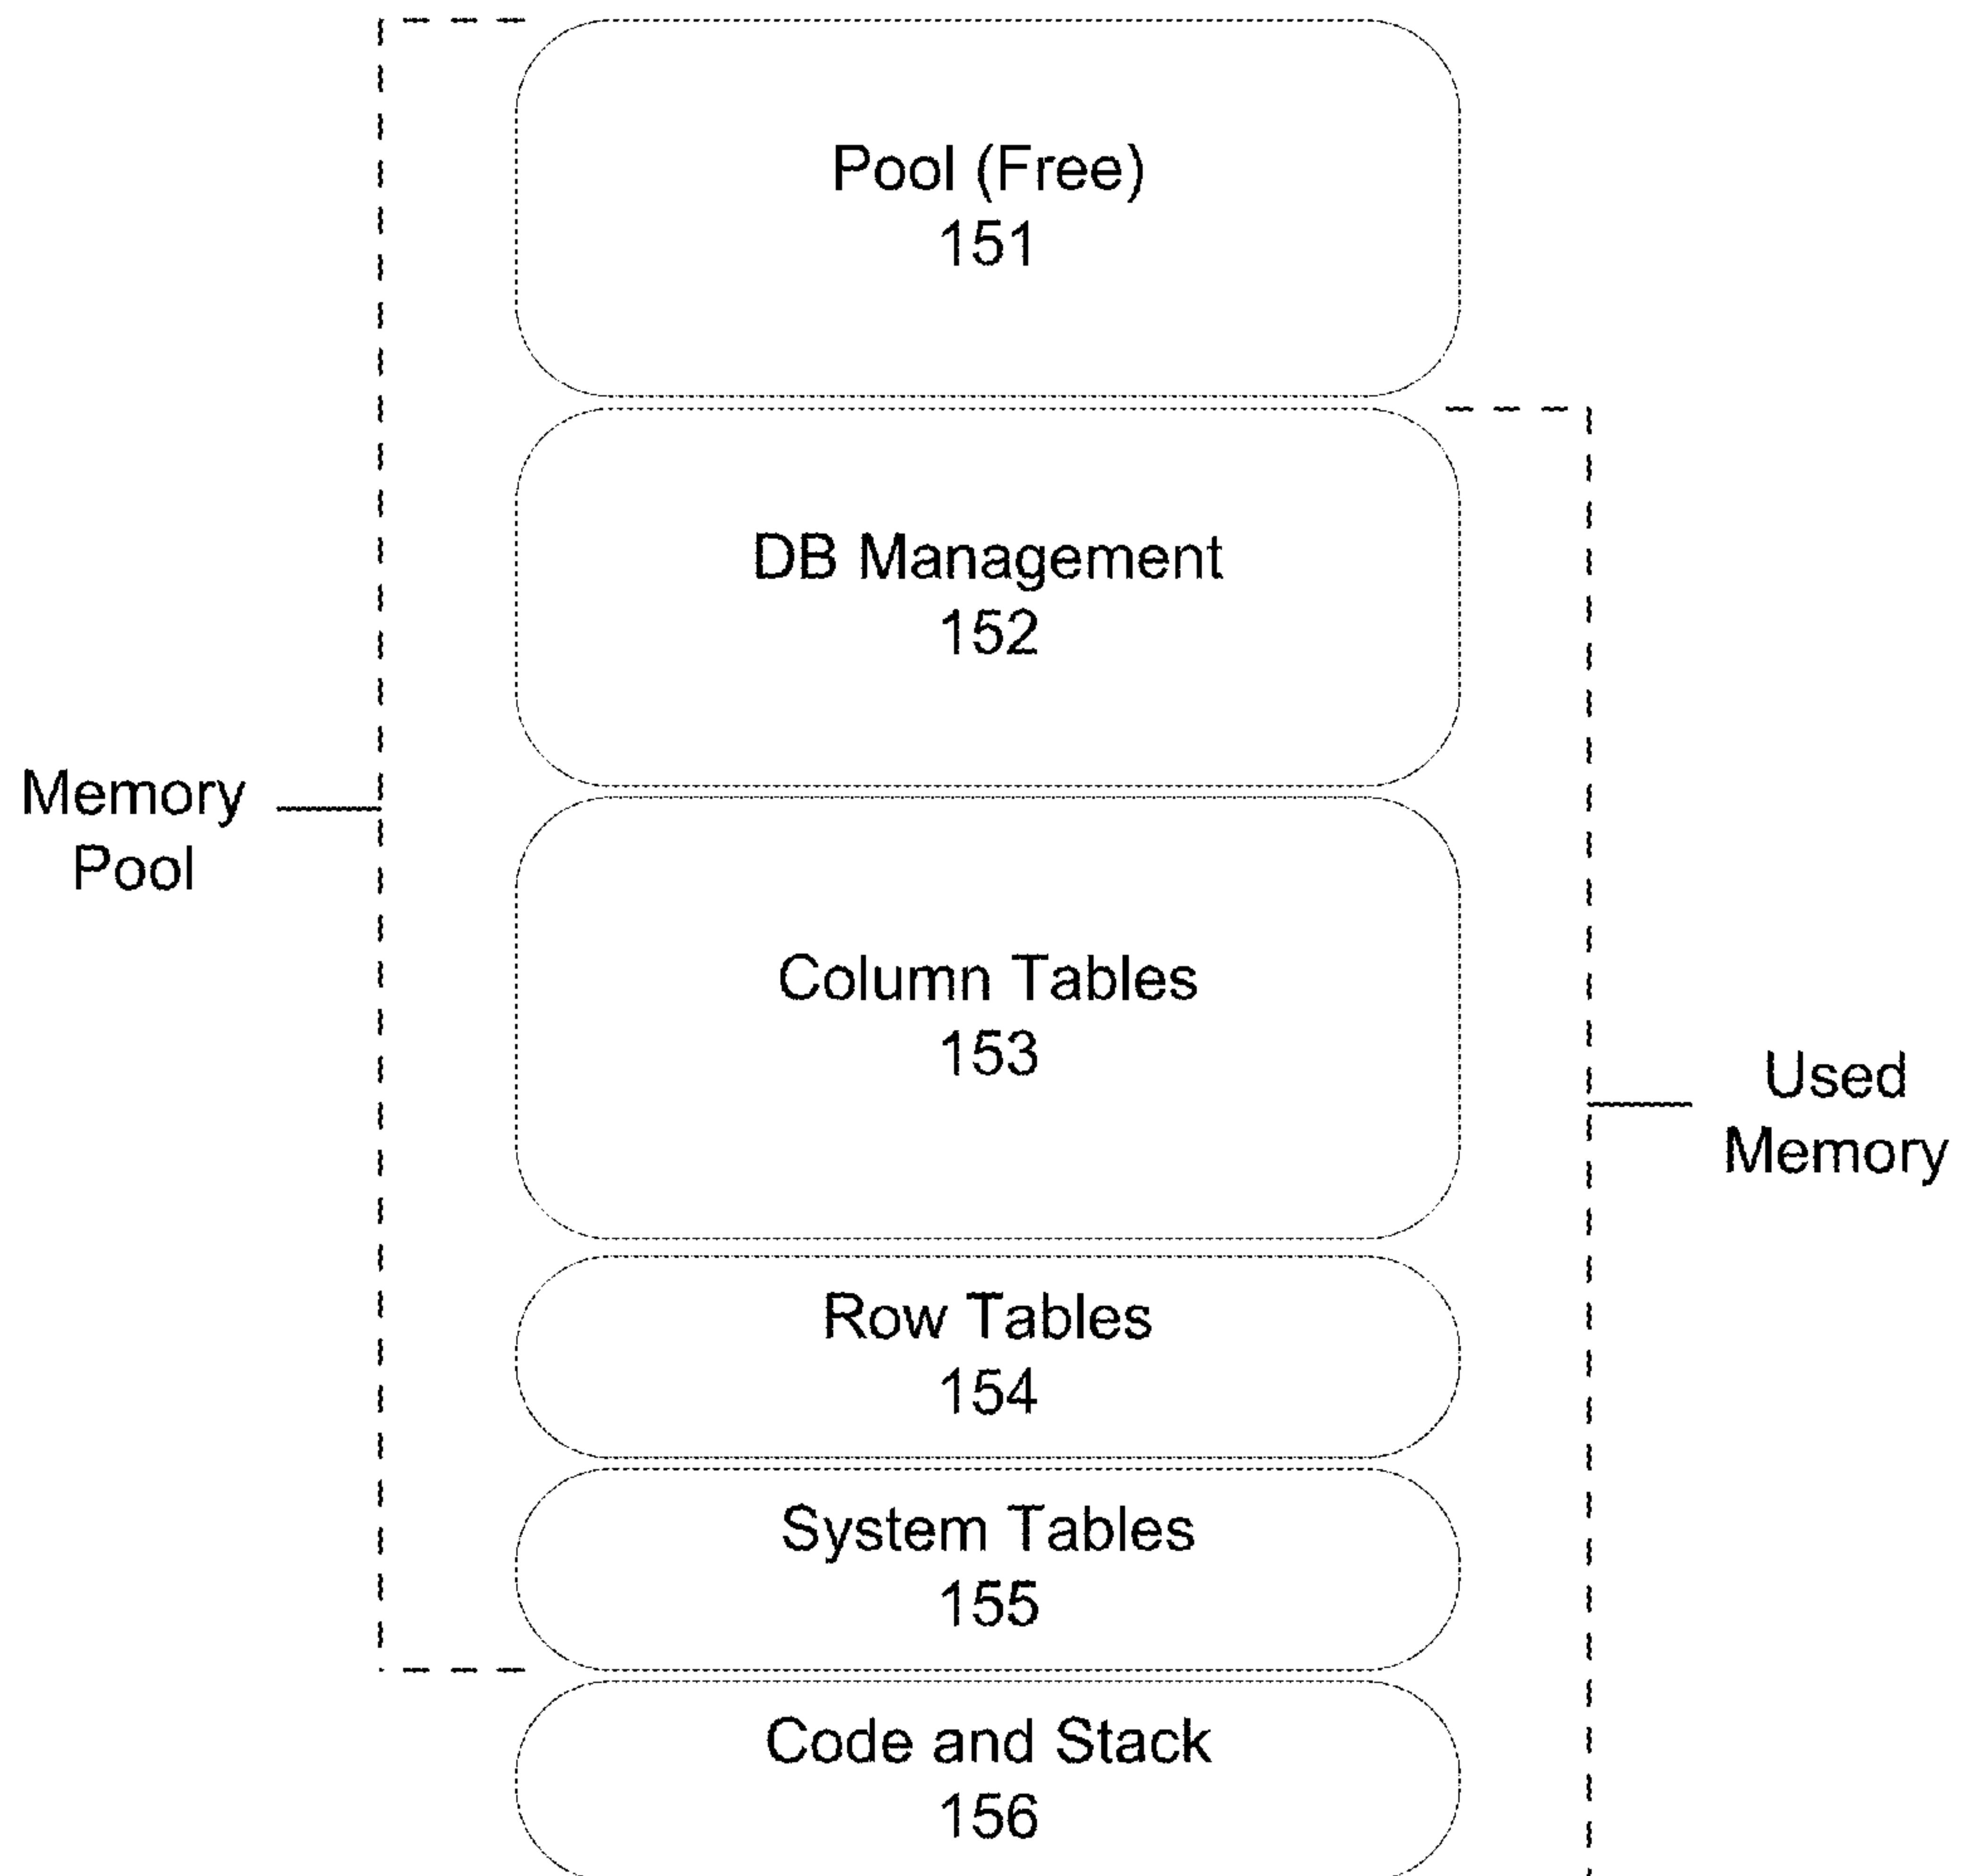 Pool (Free)
151
DB Management
152
Memory
Pool
Column Tables
153
Used
Memory
Row Tables
154
System Tables
155
Code and Stack
156